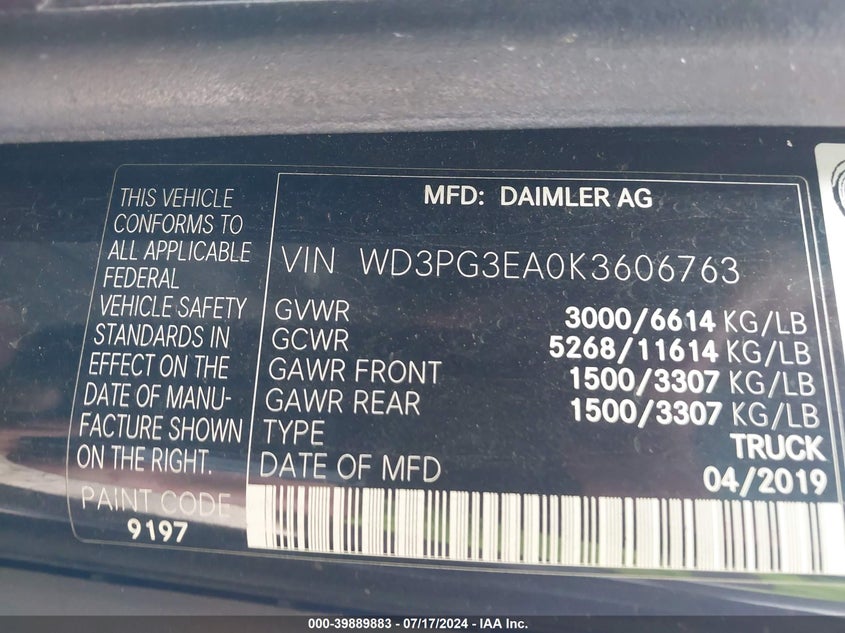 THIS VEHICLE
CONFORMS TO
ALL APPLICABLE
FEDERAL
VEHICLE SAFETY
STANDARDS IN
EFFECT ON THE
DATE OF MANU-
FACTURE SHOWN
ON THE RIGHT.
PAINT CODE
9197
MFD: DAIMLER AG
VIN WD3PG3EA0K3606763
GVWR 3000/6614 KG/LB
GCWR 5268/11614 KG/LB
GAWR FRONT 1500/3307 KG/LB
GAWR REAR 1500/3307 KG/LB
TYPE TRUCK
DATE OF MFD 04/2019
000-39889883 - 07/17/2024 - IAA Inc.